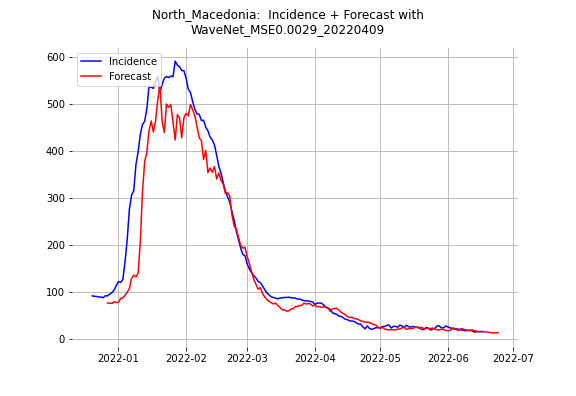 North_Macedonia:  Incidence + Forecast with
WaveNet_MSE0.0029_20220409
Incidence
Forecast
600
500
400
300
200
100
0
2022-01 2022-02 2022-03 2022-04 2022-05 2022-06 2022-07